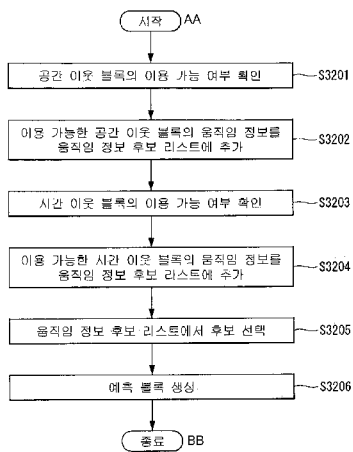 시작 AA
공간 이웃 블록의 이용 가능 여부 확인 S3201
이용 가능한 공간 이웃 블록의 움직임 정보를
움직임 정보 후보 리스트에 추가 S3202
시간 이웃 블록의 이용 가능 여부 확인 S3203
이용 가능한 시간 이웃 블록의 움직임 정보를
움직임 정보 후보 리스트에 추가 S3204
움직임 정보 후보 리스트에서 후보 선택 S3205
예측 블록 생성 S3206
종료 BB